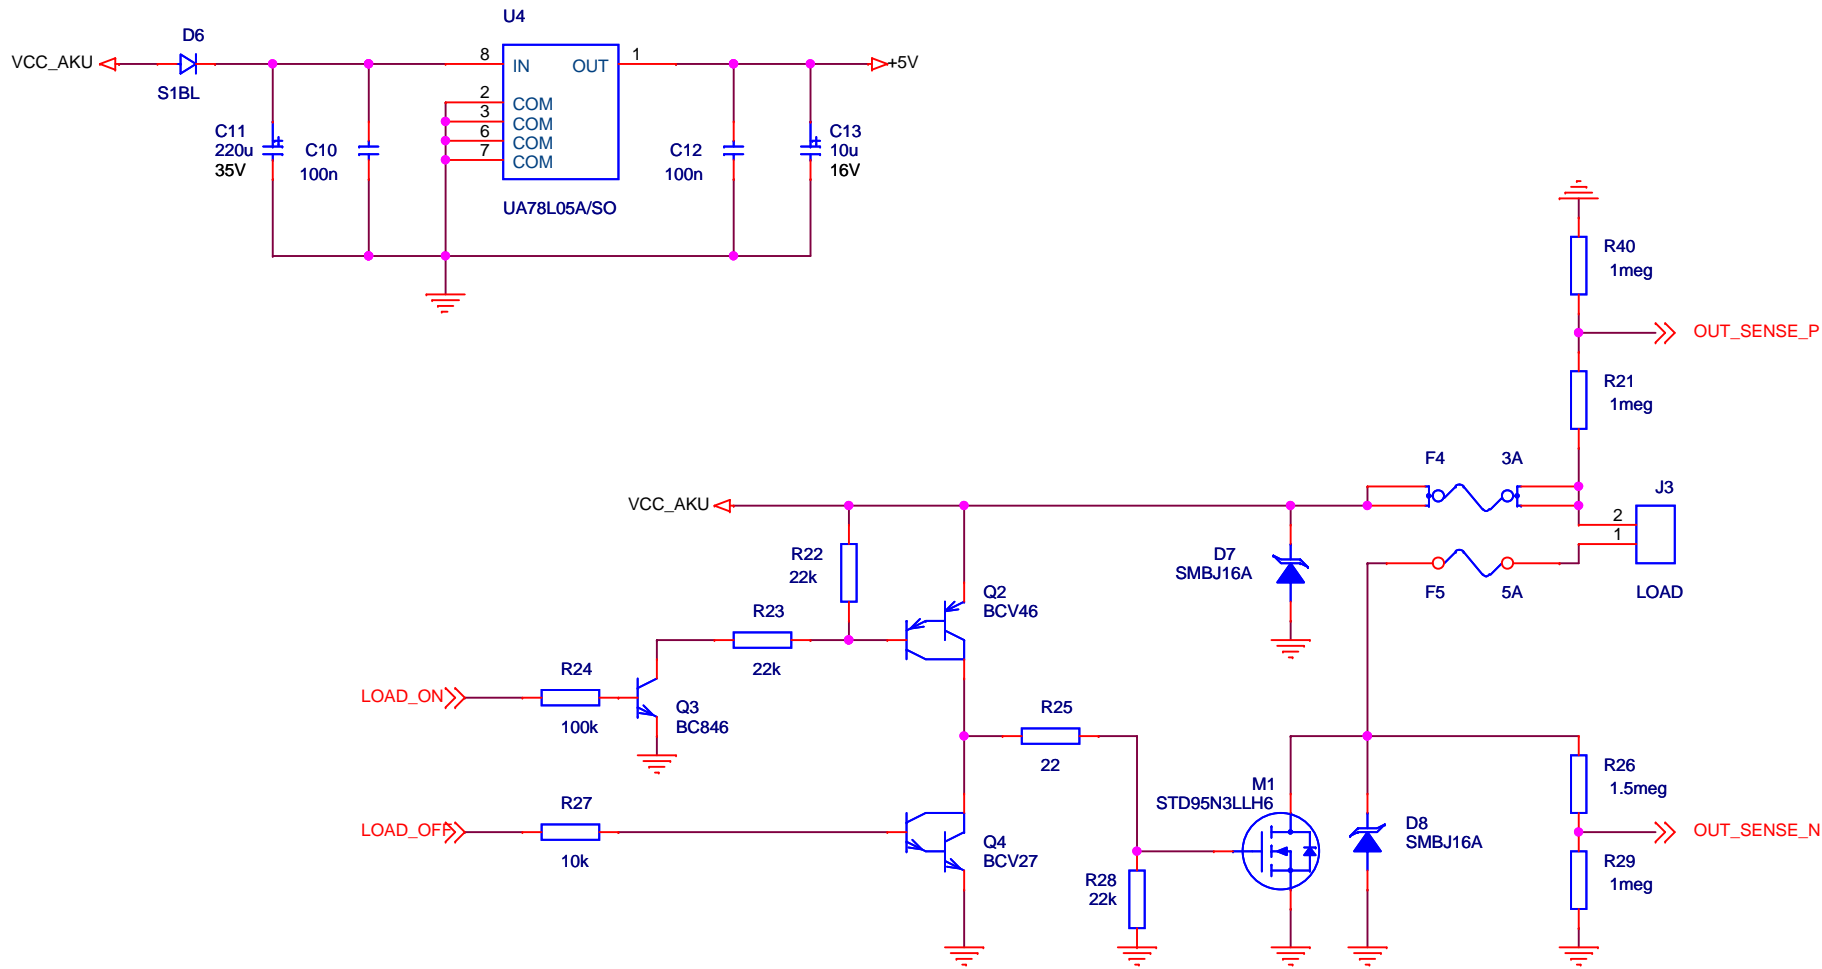 U4
D6
VCC_AKU
S1BL
8
IN
OUT
1
+5V
2
COM
3
COM
6
COM
7
COM
C11
220u
35V
C10
100n
C12
100n
C13
10u
16V
UA78L05A/SO
R40
1meg
OUT_SENSE_P
R21
1meg
F4
3A
J3
2
1
LOAD
F5
5A
VCC_AKU
R22
22k
D7
SMBJ16A
Q2
BCV46
R23
22k
R24
LOAD_ON
100k
Q3
BC846
R25
22
R27
LOAD_OFF
10k
Q4
BCV27
M1
STD95N3LLH6
R26
1.5meg
D8
SMBJ16A
OUT_SENSE_N
R28
22k
R29
1meg